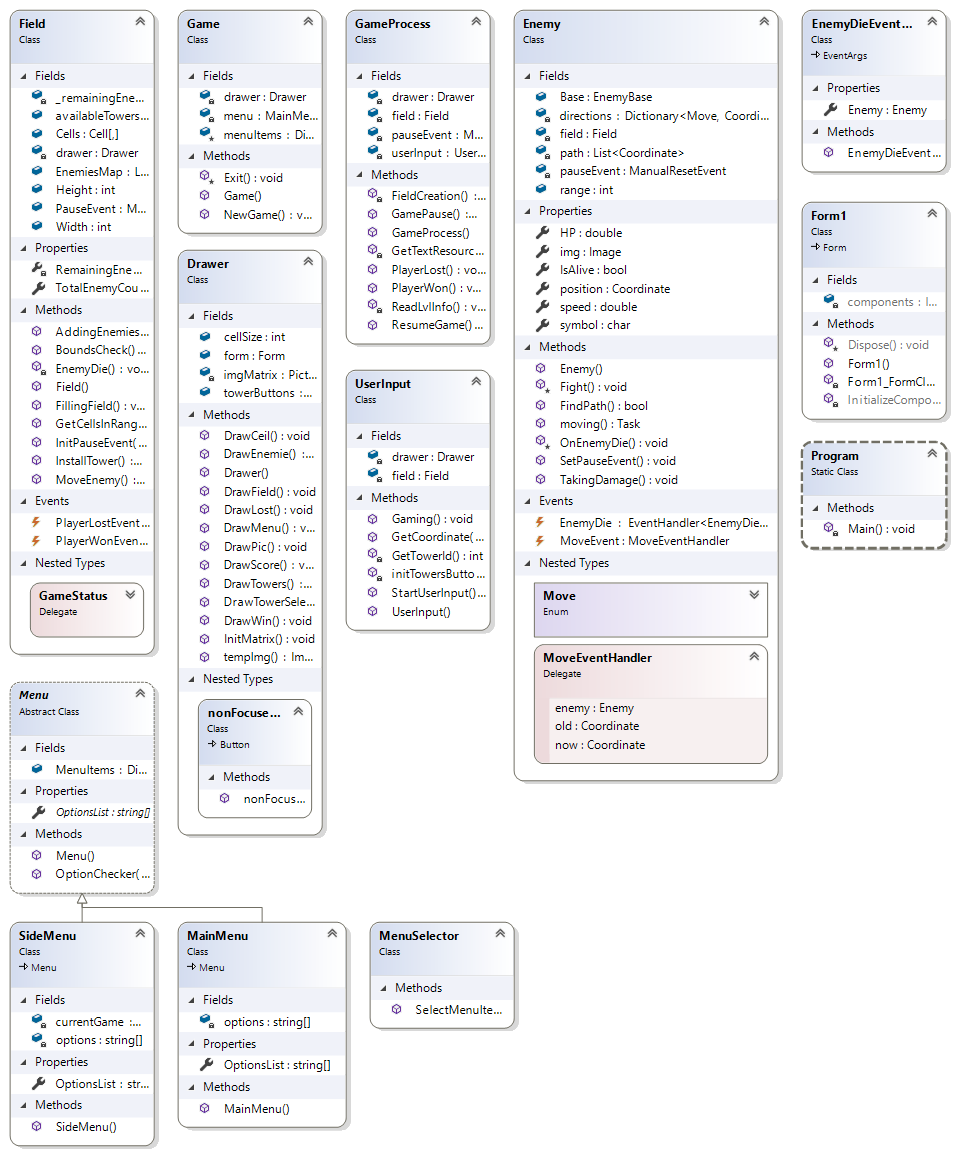 Field
Class
Fields
_remainingEne...
availableTowers...
Cells : Cell[,]
drawer : Drawer
EnemiesMap : L...
Height : int
PauseEvent : M...
Width : int
Properties
RemainingEne...
TotalEnemyCou...
Methods
AddingEnemies...
BoundsCheck() ...
EnemyDie() : vo...
Field()
FillingField() : v...
GetCellsInRang...
InitPauseEvent( ...
InstallTower() :...
MoveEnemy() :...
Events
PlayerLostEvent...
PlayerWonEven...
Nested Types
GameStatus
Delegate
Menu
Abstract Class
Fields
MenuItems : Di...
Properties
OptionsList : string[]
Methods
Menu()
OptionChecker( ...
SideMenu
Class
Menu
Fields
currentGame :...
options : string[]
Properties
OptionsList : str...
Methods
SideMenu()
Game
Class
Fields
drawer : Drawer
menu : MainMe...
menuItems : Di...
Methods
Exit() : void
Game()
NewGame() : v...
Drawer
Class
Fields
cellSize : int
form : Form
imgMatrix : Pict...
towerButtons :...
Methods
DrawCeil() : void
DrawEnemie() :...
Drawer()
DrawField() : void
DrawLost() : void
DrawMenu() : v...
DrawPic() : void
DrawScore() : v...
DrawTowers() :...
DrawTowerSele...
DrawWin() : void
InitMatrix() : void
tempImg() : Im...
Nested Types
nonFocuse...
Class
Button
Methods
nonFocus...
MainMenu
Class
Menu
Fields
options : string[]
Properties
OptionsList : string[]
Methods
MainMenu()
GameProcess
Class
Fields
drawer : Drawer
field : Field
pauseEvent : M...
userInput : User...
Methods
FieldCreation() :...
GamePause() :...
GameProcess()
GetTextResourc...
PlayerLost() : vo...
PlayerWon() : v...
ReadLvlInfo() : v...
ResumeGame() ...
UserInput
Class
Fields
drawer : Drawer
field : Field
Methods
Gaming() : void
GetCoordinate( ...
GetTowerId() : int
initTowersButto...
StartUserInput()...
UserInput()
MenuSelector
Class
Methods
SelectMenuIte...
Enemy
Class
Fields
Base : EnemyBase
directions : Dictionary<Move, Coordi...
field : Field
path : List<Coordinate>
pauseEvent : ManualResetEvent
range : int
Properties
HP : double
img : Image
IsAlive : bool
position : Coordinate
speed : double
symbol : char
Methods
Enemy()
Fight() : void
FindPath() : bool
moving() : Task
OnEnemyDie() : void
SetPauseEvent() : void
TakingDamage() : void
Events
EnemyDie : EventHandler<EnemyDie...
MoveEvent : MoveEventHandler
Nested Types
Move
Enum
MoveEventHandler
Delegate
enemy : Enemy
old : Coordinate
now : Coordinate
EnemyDieEvent...
Class
EventArgs
Properties
Enemy : Enemy
Methods
EnemyDieEvent...
Form1
Class
Form
Fields
components : I...
Methods
Dispose() : void
Form1()
Form1_FormCl...
InitializeCompo...
Program
Static Class
Methods
Main() : void